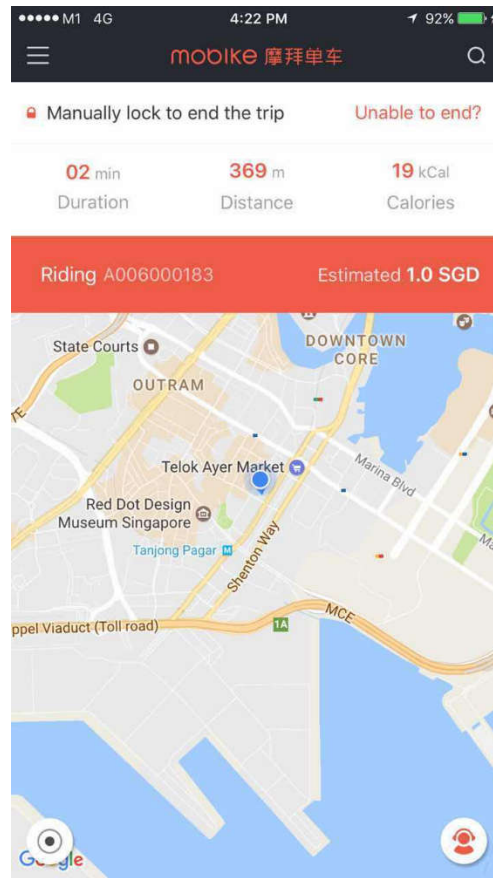 M1 4G 4:22 PM 92%
mobike 摩拜单车
Manually lock to end the trip Unable to end?
02 min 369 m 19 kCal
Duration Distance Calories
Riding A006000183 Estimated 1.0 SGD
State Courts
DOWNTOWN
CORE
OUTRAM
Telok Ayer Market
Marina Blvd
Red Dot Design
Museum Singapore
Tanjong Pagar M
Shenton Way
MCE
ppel Viaduct (Toll road)
1A